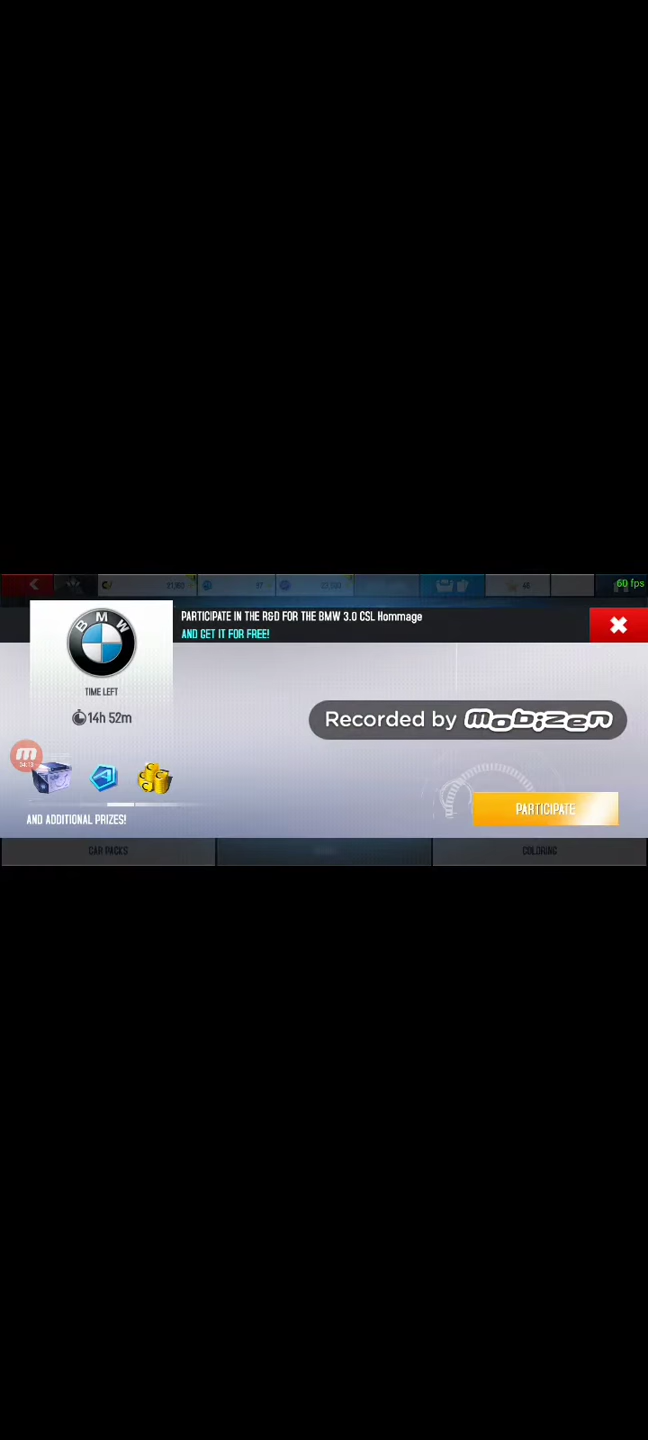 60 fps
PARTICIPATE IN THE R&D FOR THE BMW 3.0 CSL Hommage
AND GET IT FOR FREE!
BMW
TIME LEFT
14h 52m
Recorded by mobizen
AND ADDITIONAL PRIZES!
PARTICIPATE
CAR PACKS
COLORING